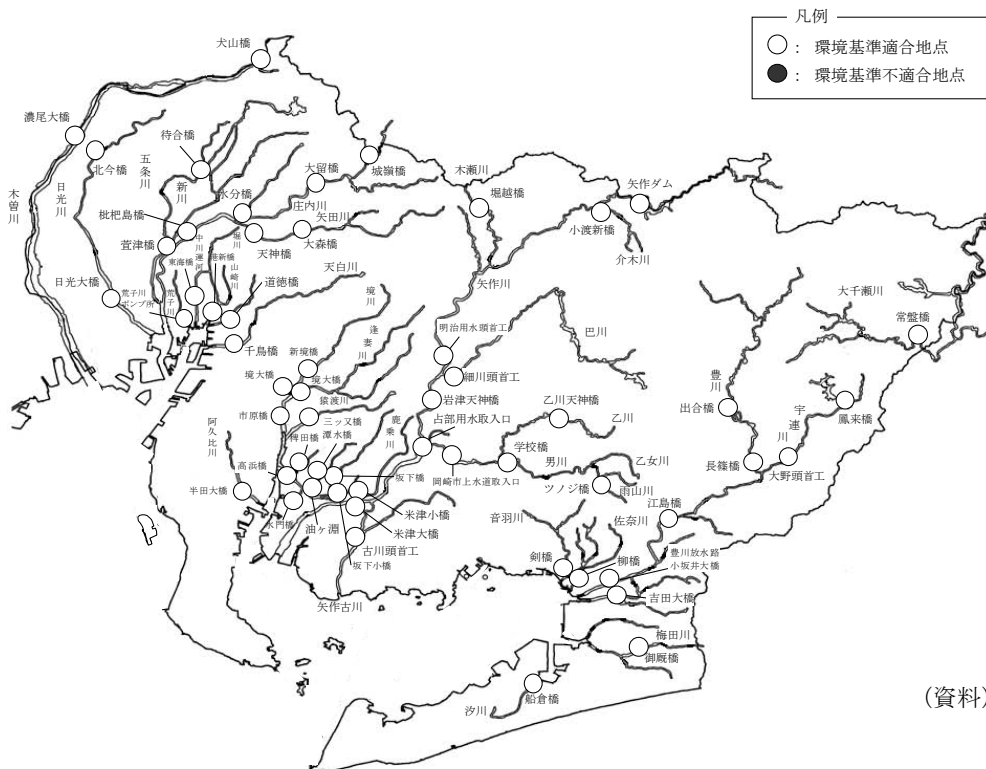 凡例
○ : 環境基準適合地点
● : 環境基準不適合地点
犬山橋
濃尾大橋
北今橋
五条川
待合橋
新川
木曽川
日光川
水分橋
大留橋
城嶺橋
木瀬川
堀越橋
矢作ダム
小渡新橋
介木川
庄内川
矢田川
枇杷島橋
萱津橋
中川運河
堀川
港新橋
山崎川
東海橋
天神橋
大森橋
天白川
道徳橋
日光大橋
荒子川
ポンプ所
荒子川
千鳥橋
矢作川
境川
逢妻川
明治用水頭首工
巴川
大千瀬川
常盤橋
新境橋
境大橋
境大橋
細川頭首工
岩津天神橋
猿渡川
市原橋
占部用水取入口
乙川天神橋
乙川
豊川
出合橋
宇連川
鳳来橋
阿久比川
三ッ又橋
潭水橋
鹿乗川
稗田橋
高浜橋
坂下橋
岡崎市上水道取入口
学校橋
男川
乙女川
ツノジ橋
雨山川
長篠橋
大野頭首工
半田大橋
水門橋
油ヶ淵
米津小橋
米津大橋
古川頭首工
坂下小橋
江島橋
音羽川
佐奈川
豊川放水路
小坂井大橋
剣橋
柳橋
吉田大橋
矢作古川
梅田川
御厩橋
船倉橋
汐川
(資料)